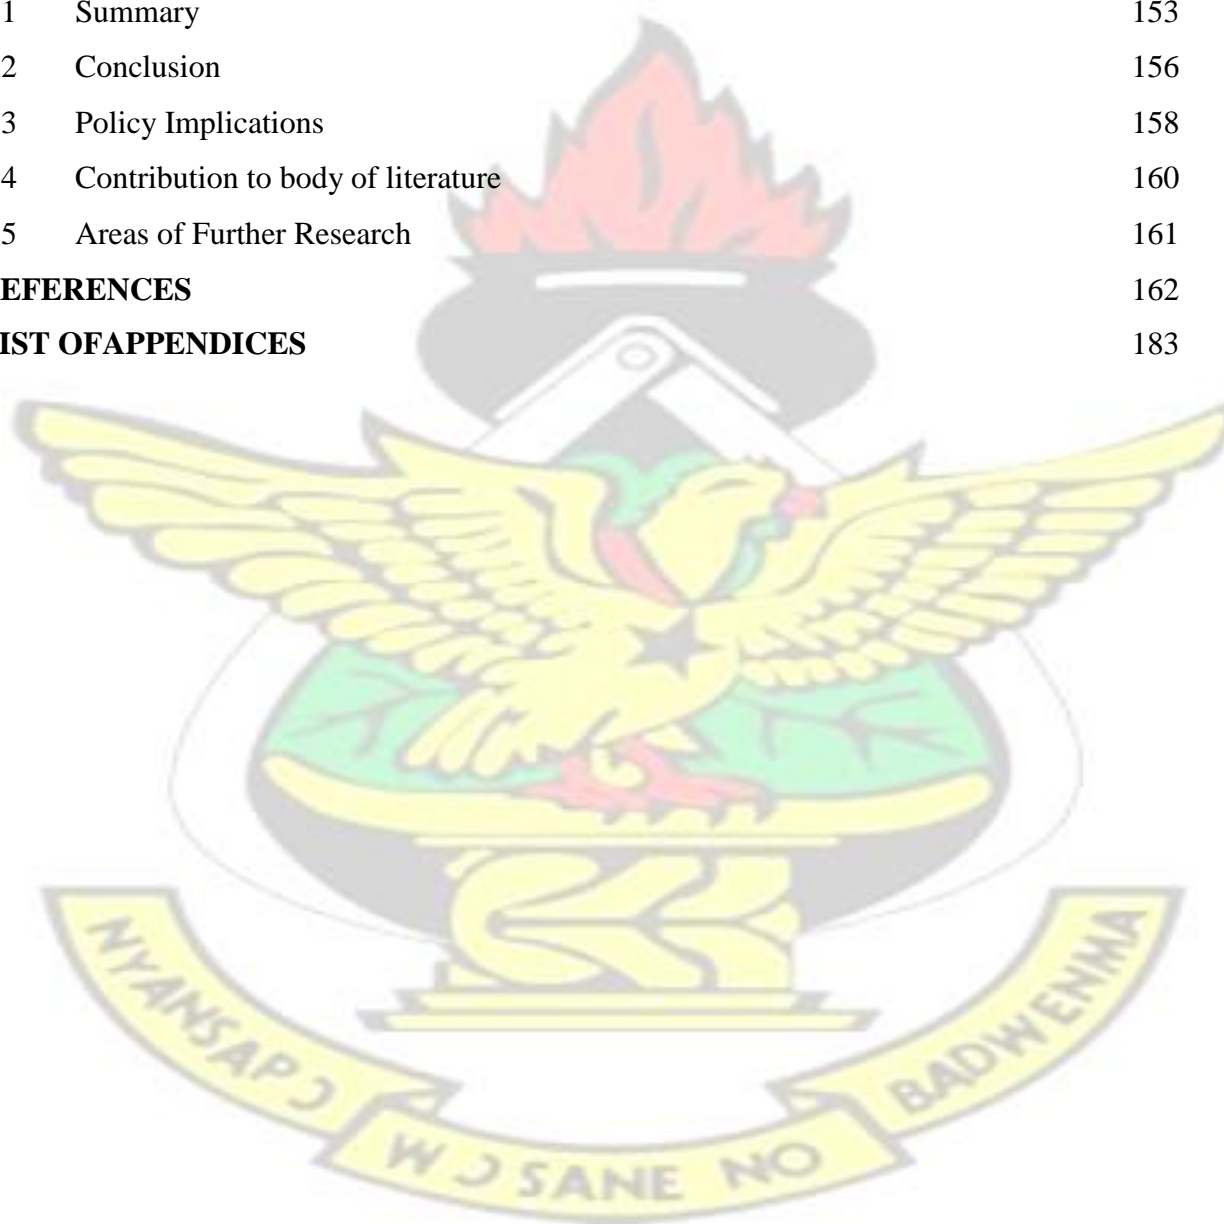 1 Summary 153
2 Conclusion 156
3 Policy Implications 158
4 Contribution to body of literature 160
5 Areas of Further Research 161
EFERENCES 162
IST OFAPPENDICES 183
NYANSAPƆ WƆSANE NO BADWENMA